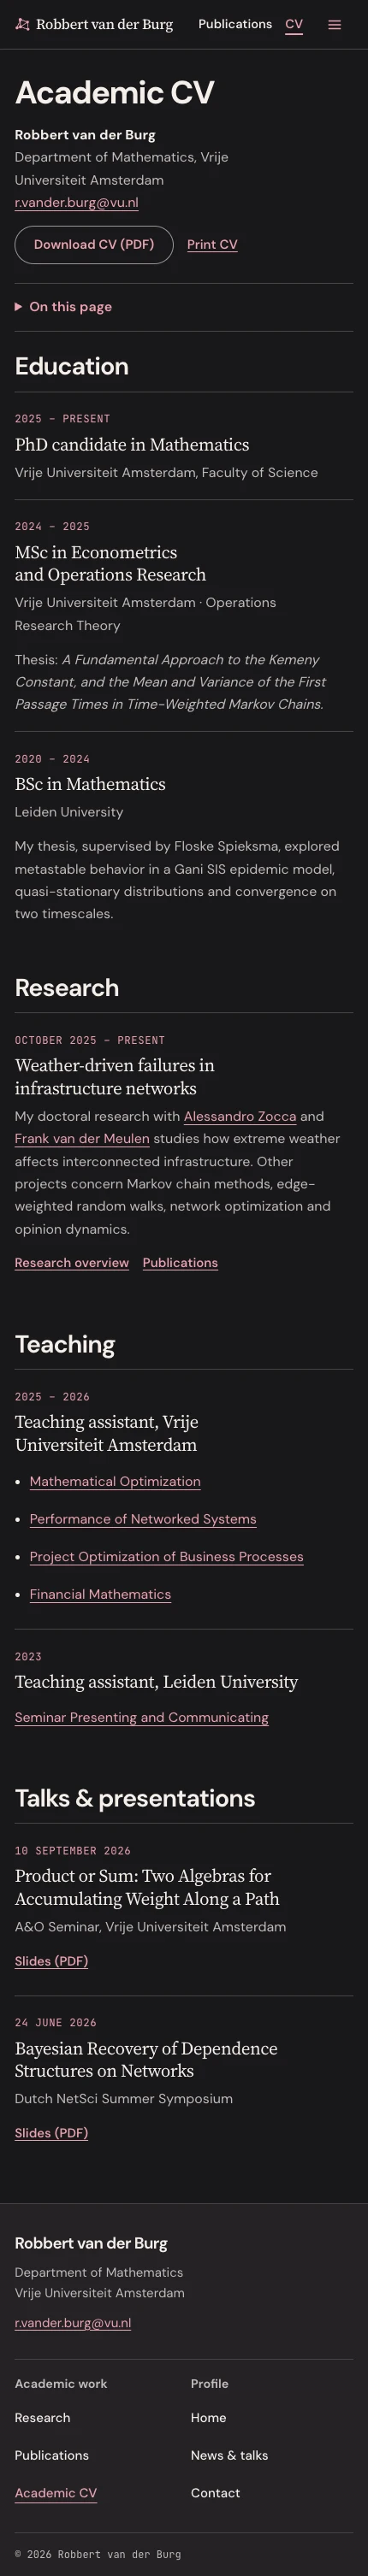 Robbert van der Burg Publications CV
Academic CV
Robbert van der Burg
Department of Mathematics, Vrije
Universiteit Amsterdam
r.vander.burg@vu.nl
Download CV (PDF) Print CV
On this page
Education
2025 – PRESENT
PhD candidate in Mathematics
Vrije Universiteit Amsterdam, Faculty of Science
2024 – 2025
MSc in Econometrics
and Operations Research
Vrije Universiteit Amsterdam · Operations
Research Theory
Thesis: A Fundamental Approach to the Kemeny
Constant, and the Mean and Variance of the First
Passage Times in Time-Weighted Markov Chains.
2020 – 2024
BSc in Mathematics
Leiden University
My thesis, supervised by Floske Spieksma, explored
metastable behavior in a Gani SIS epidemic model,
quasi-stationary distributions and convergence on
two timescales.
Research
OCTOBER 2025 – PRESENT
Weather-driven failures in
infrastructure networks
My doctoral research with Alessandro Zocca and
Frank van der Meulen studies how extreme weather
affects interconnected infrastructure. Other
projects concern Markov chain methods, edge-
weighted random walks, network optimization and
opinion dynamics.
Research overview Publications
Teaching
2025 – 2026
Teaching assistant, Vrije
Universiteit Amsterdam
Mathematical Optimization
Performance of Networked Systems
Project Optimization of Business Processes
Financial Mathematics
2023
Teaching assistant, Leiden University
Seminar Presenting and Communicating
Talks & presentations
10 SEPTEMBER 2026
Product or Sum: Two Algebras for
Accumulating Weight Along a Path
A&O Seminar, Vrije Universiteit Amsterdam
Slides (PDF)
24 JUNE 2026
Bayesian Recovery of Dependence
Structures on Networks
Dutch NetSci Summer Symposium
Slides (PDF)
Robbert van der Burg
Department of Mathematics
Vrije Universiteit Amsterdam
r.vander.burg@vu.nl
Academic work Profile
Research Home
Publications News & talks
Academic CV Contact
© 2026 Robbert van der Burg